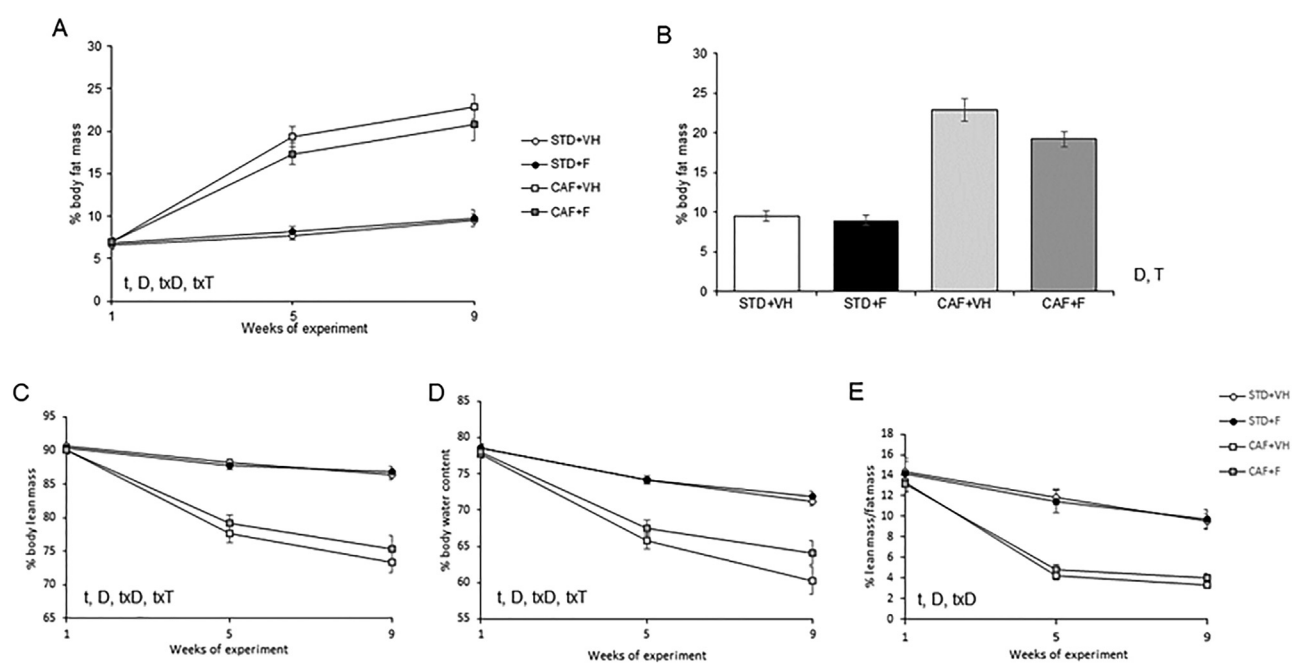 A
% body fat mass
30
25
20
15
10
5
0
1
5
9
Weeks of experiment
t, D, txD, txT
STD+VH
STD+F
CAF+VH
CAF+F
B
% body fat mass
30
25
20
15
10
5
0
STD+VH
STD+F
CAF+VH
CAF+F
D, T
C
% body lean mass
95
90
85
80
75
70
65
1
5
9
Weeks of experiment
t, D, txD, txT
D
% body water content
85
80
75
70
65
60
55
1
5
9
Weeks of experiment
t, D, txD, txT
E
% lean mass/fat mass
18
16
14
12
10
8
6
4
2
0
1
5
9
Weeks of experiment
t, D, txD
STD+VH
STD+F
CAF+VH
CAF+F